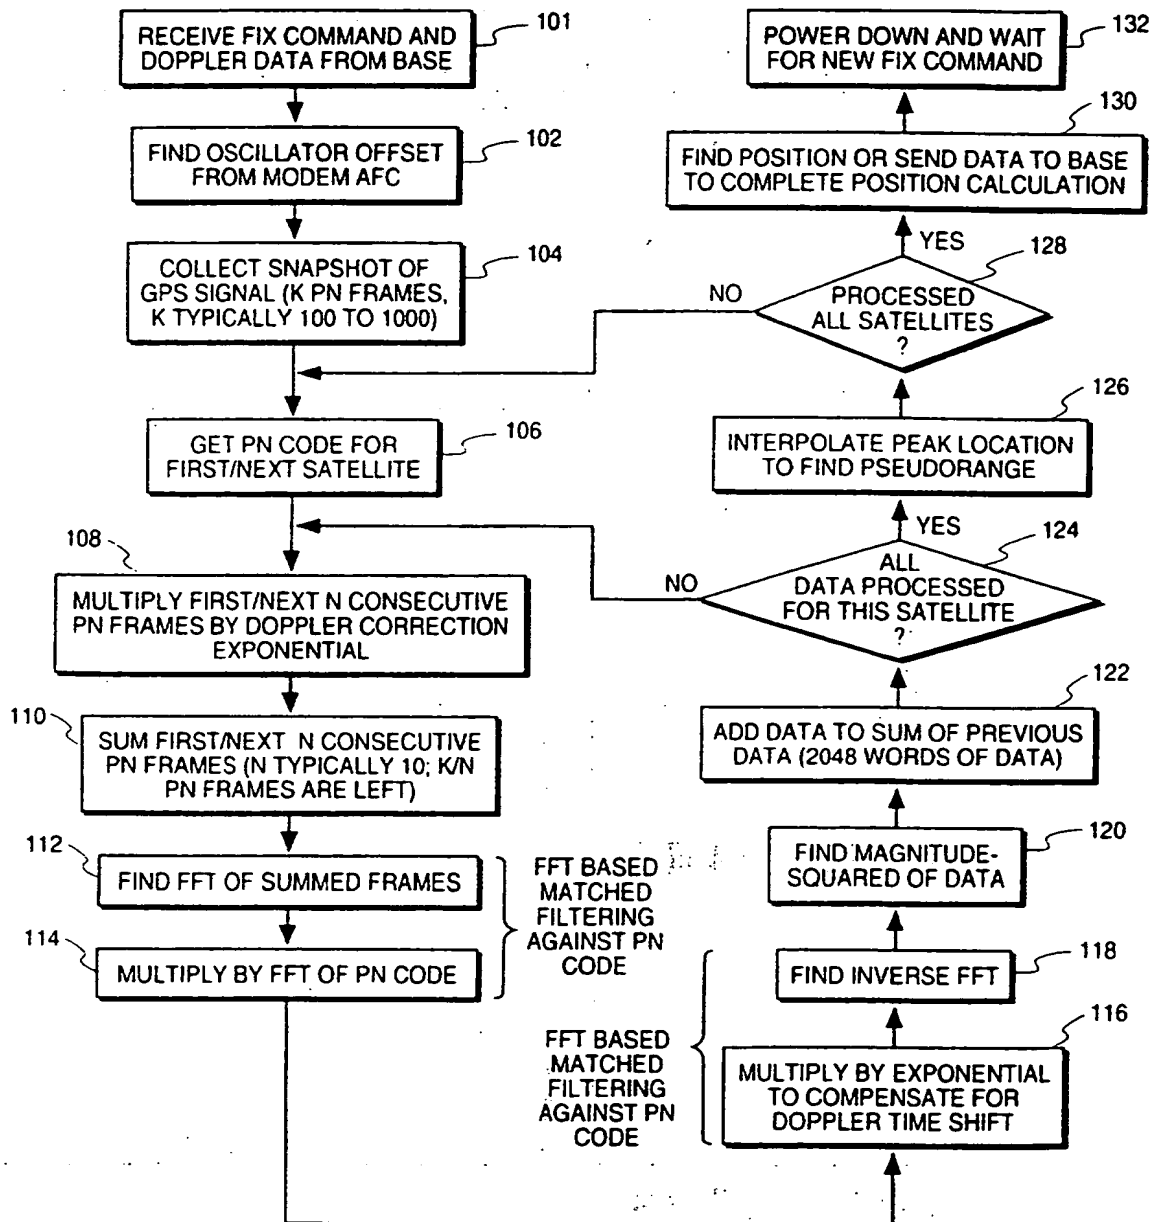 RECEIVE FIX COMMAND AND
DOPPLER DATA FROM BASE
101
FIND OSCILLATOR OFFSET
FROM MODEM AFC
102
COLLECT SNAPSHOT OF
GPS SIGNAL (K PN FRAMES,
K TYPICALLY 100 TO 1000)
104
GET PN CODE FOR
FIRST/NEXT SATELLITE
106
108
MULTIPLY FIRST/NEXT N CONSECUTIVE
PN FRAMES BY DOPPLER CORRECTION
EXPONENTIAL
110
SUM FIRST/NEXT N CONSECUTIVE
PN FRAMES (N TYPICALLY 10; K/N
PN FRAMES ARE LEFT)
112
FIND FFT OF SUMMED FRAMES
114
MULTIPLY BY FFT OF PN CODE
FFT BASED
MATCHED
FILTERING
AGAINST PN
CODE
FFT BASED
MATCHED
FILTERING
AGAINST PN
CODE
116
MULTIPLY BY EXPONENTIAL
TO COMPENSATE FOR
DOPPLER TIME SHIFT
118
FIND INVERSE FFT
120
FIND MAGNITUDE-
SQUARED OF DATA
122
ADD DATA TO SUM OF PREVIOUS
DATA (2048 WORDS OF DATA)
124
ALL
DATA PROCESSED
FOR THIS SATELLITE
?
NO
YES
126
INTERPOLATE PEAK LOCATION
TO FIND PSEUDORANGE
128
PROCESSED
ALL SATELLITES
?
NO
YES
130
FIND POSITION OR SEND DATA TO BASE
TO COMPLETE POSITION CALCULATION
132
POWER DOWN AND WAIT
FOR NEW FIX COMMAND